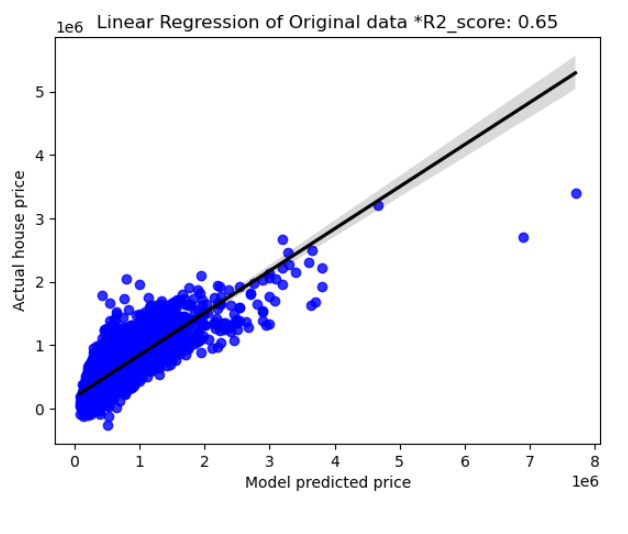 Linear Regression of Original data *R2_score: 0.65
1e6
5
4
3
2
1
0
Actual house price
0 1 2 3 4 5 6 7 8
Model predicted price
1e6